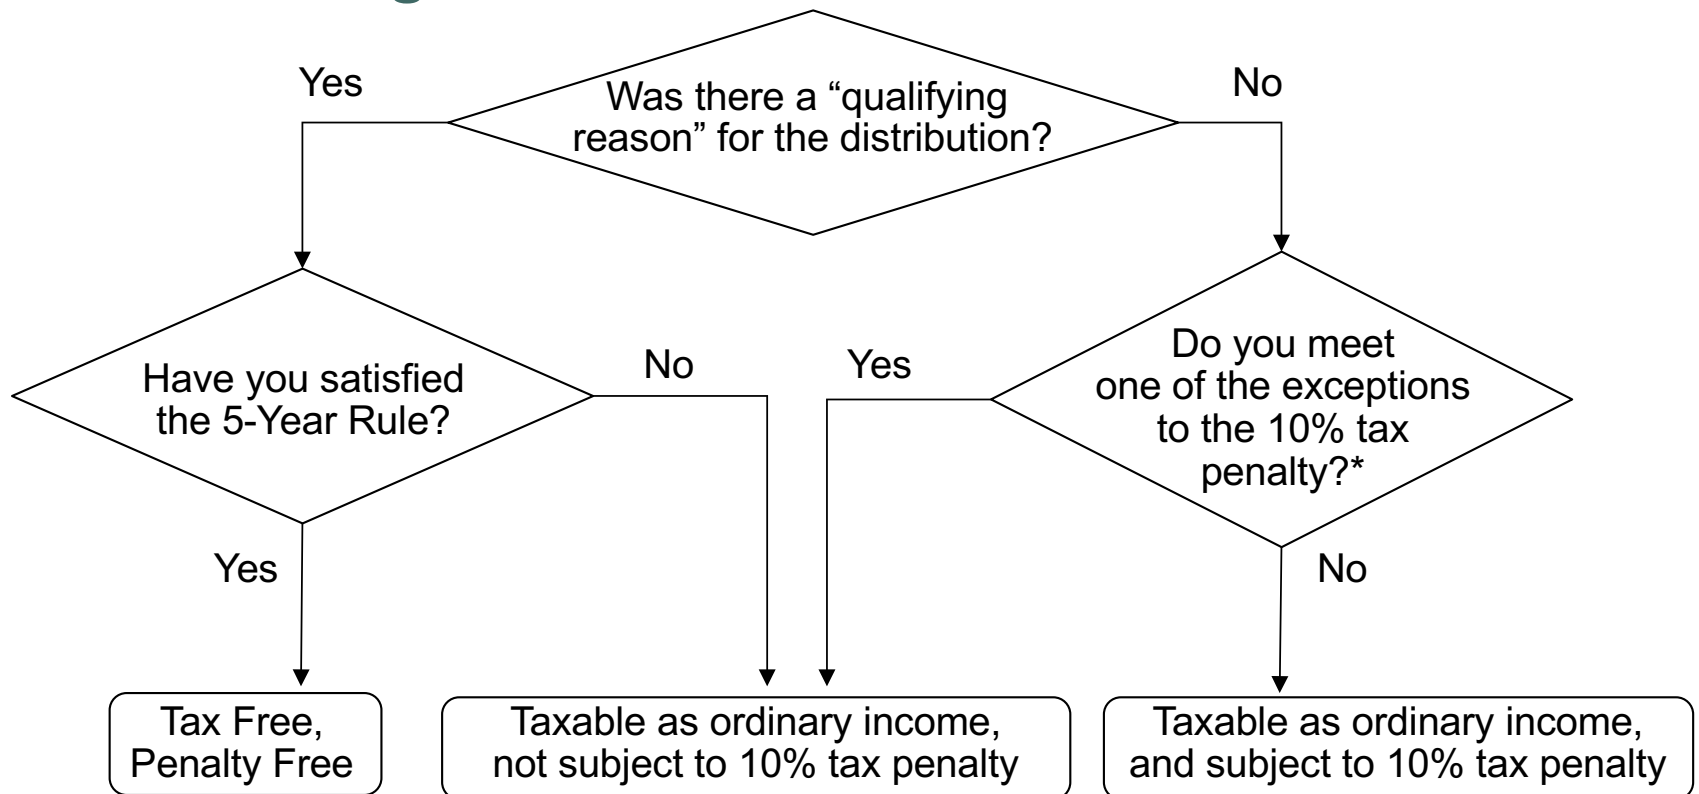 Yes
Was there a “qualifying
reason” for the distribution?
No
Have you satisfied
the 5-Year Rule?
No
Yes
Do you meet
one of the exceptions
to the 10% tax
penalty?*
Yes
No
Tax Free,
Penalty Free
Taxable as ordinary income,
not subject to 10% tax penalty
Taxable as ordinary income,
and subject to 10% tax penalty